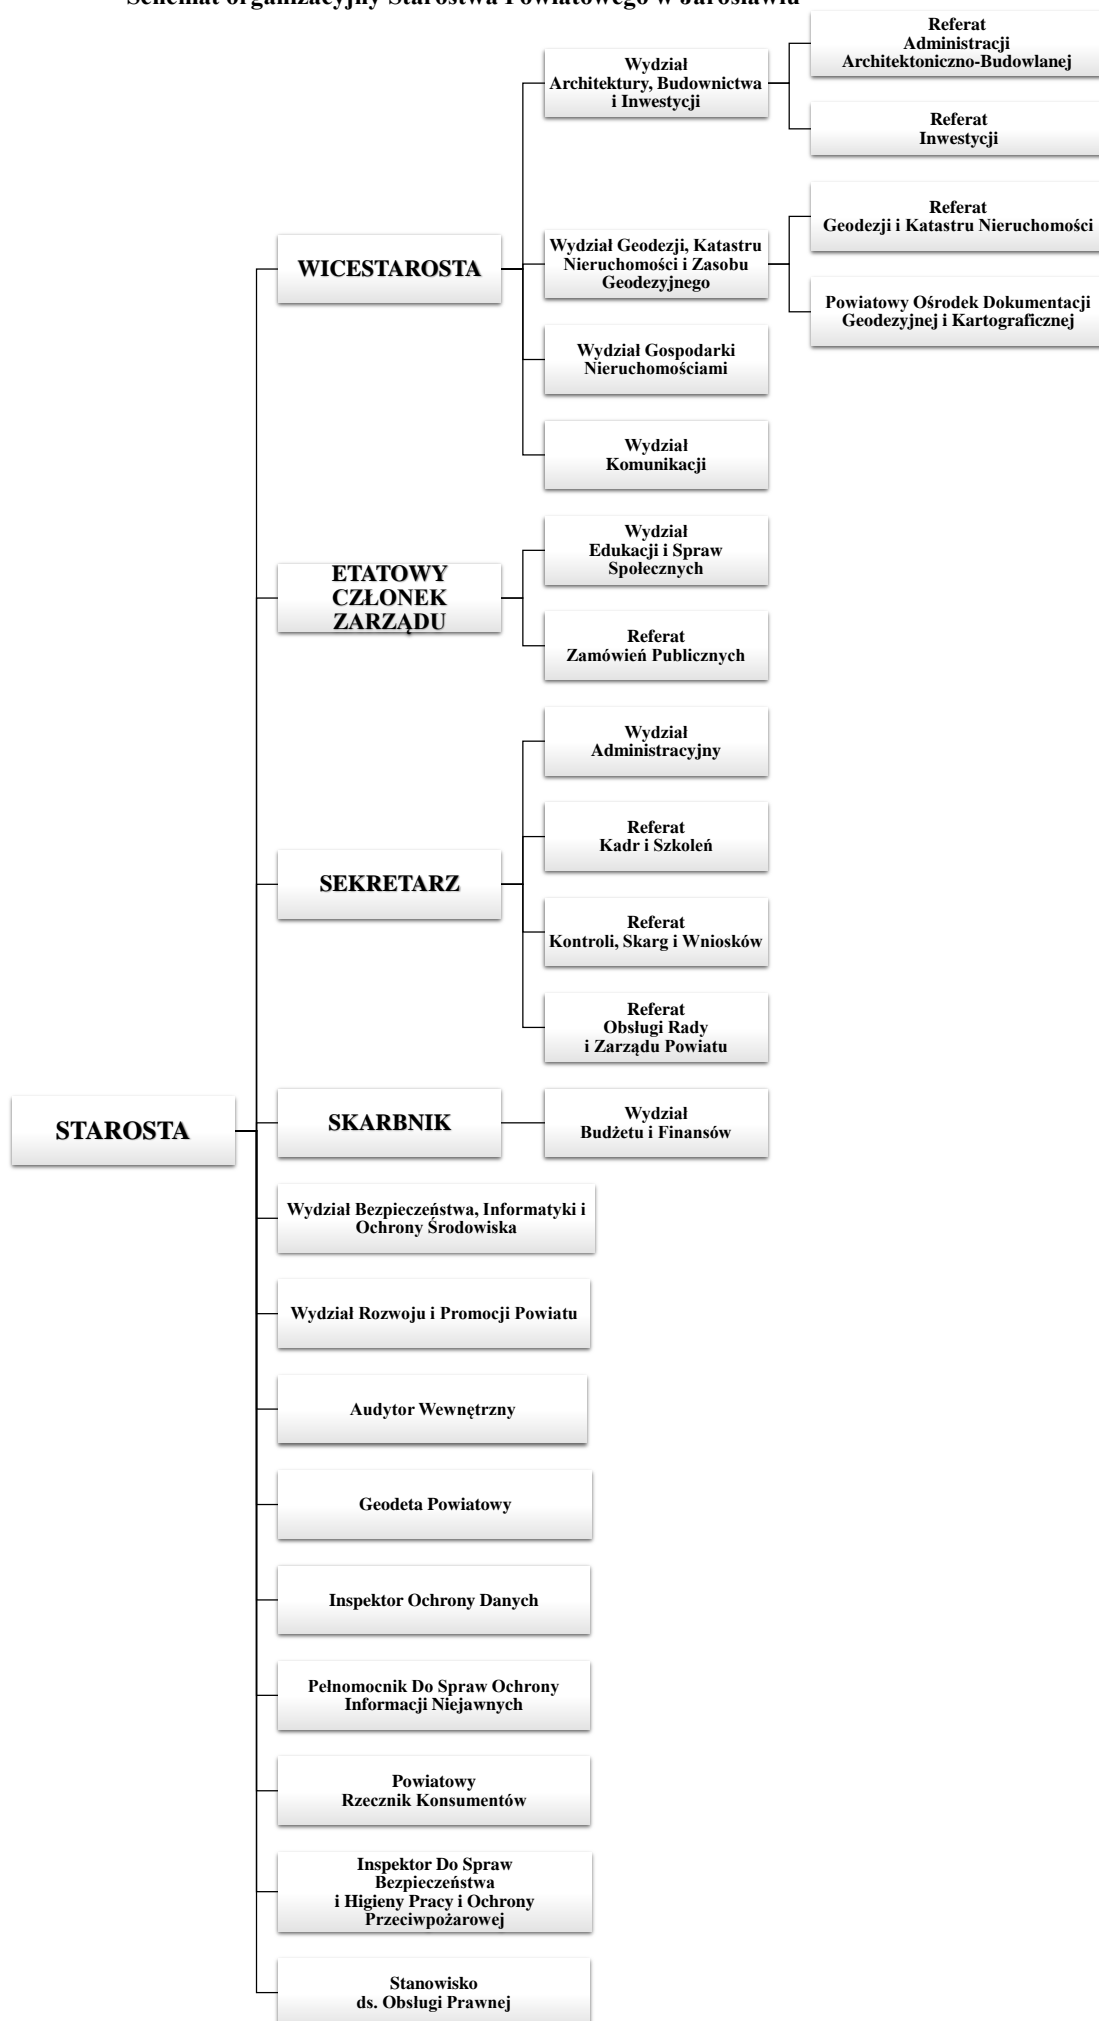 Schemat organizacyjny Starostwa Powiatowego w Jarosławiu
Referat
Administracji
Architektoniczno-Budowlanej
Wydział
Architektury, Budownictwa
i Inwestycji
Referat
Inwestycji
Referat
Geodezji i Katastru Nieruchomości
WICESTAROSTA
Wydział Geodezji, Katastru
Nieruchomości i Zasobu
Geodezyjnego
Powiatowy Ośrodek Dokumentacji
Geodezyjnej i Kartograficznej
Wydział Gospodarki
Nieruchomościami
Wydział
Komunikacji
ETATOWY
CZŁONEK
ZARZĄDU
Wydział
Edukacji i Spraw
Społecznych
Referat
Zamówień Publicznych
SEKRETARZ
Wydział
Administracyjny
Referat
Kadr i Szkoleń
Referat
Kontroli, Skarg i Wniosków
Referat
Obsługi Rady
i Zarządu Powiatu
STAROSTA
SKARBNIK
Wydział
Budżetu i Finansów
Wydział Bezpieczeństwa, Informatyki i
Ochrony Środowiska
Wydział Rozwoju i Promocji Powiatu
Audytor Wewnętrzny
Geodeta Powiatowy
Inspektor Ochrony Danych
Pełnomocnik Do Spraw Ochrony
Informacji Niejawnych
Powiatowy
Rzecznik Konsumentów
Inspektor Do Spraw
Bezpieczeństwa
i Higieny Pracy i Ochrony
Przeciwpożarowej
Stanowisko
ds. Obsługi Prawnej